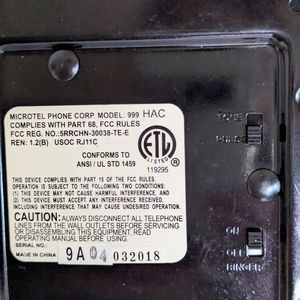 MICROTEL PHONE CORP MODEL. 999 HAC
COMPLIES WITH PART 68, FCC RULES
FCC REG. NO.:5RRCHN-30038-TE-E
REN: 1.2(B) USOC RJ11C
CONFORMS TO
ANSI / UL STD 1459
ETL
LISTED
119295
THIS DEVICE COMPLIES WITH PART 15 OF THE FCC RULES.
OPERATION IS SUBJECT TO THE FOLLOWING TWO CONDITIONS:
(1) THIS DEVICE MAY NOT CAUSE HARMFUL INTERFERENCE, AND
(2) THIS DEVICE MUST ACCEPT ANY INTERFERENCE RECEIVED,
INCLUDING INTERFERENCE THAT MAY CAUSE UNDESIRED OPERATION.
CAUTION: ALWAYS DISCONNECT ALL TELEPHONE
LINES FROM THE WALL OUTLETS BEFORE SERVICING
OR DISASSEMBLING THIS EQUIPMENT. READ
OPERATING MANUAL BEFORE USING.
SERIAL NO.:
MADE IN CHINA 9A04 032018
TONE
PULSE
ON
OFF
RINGER